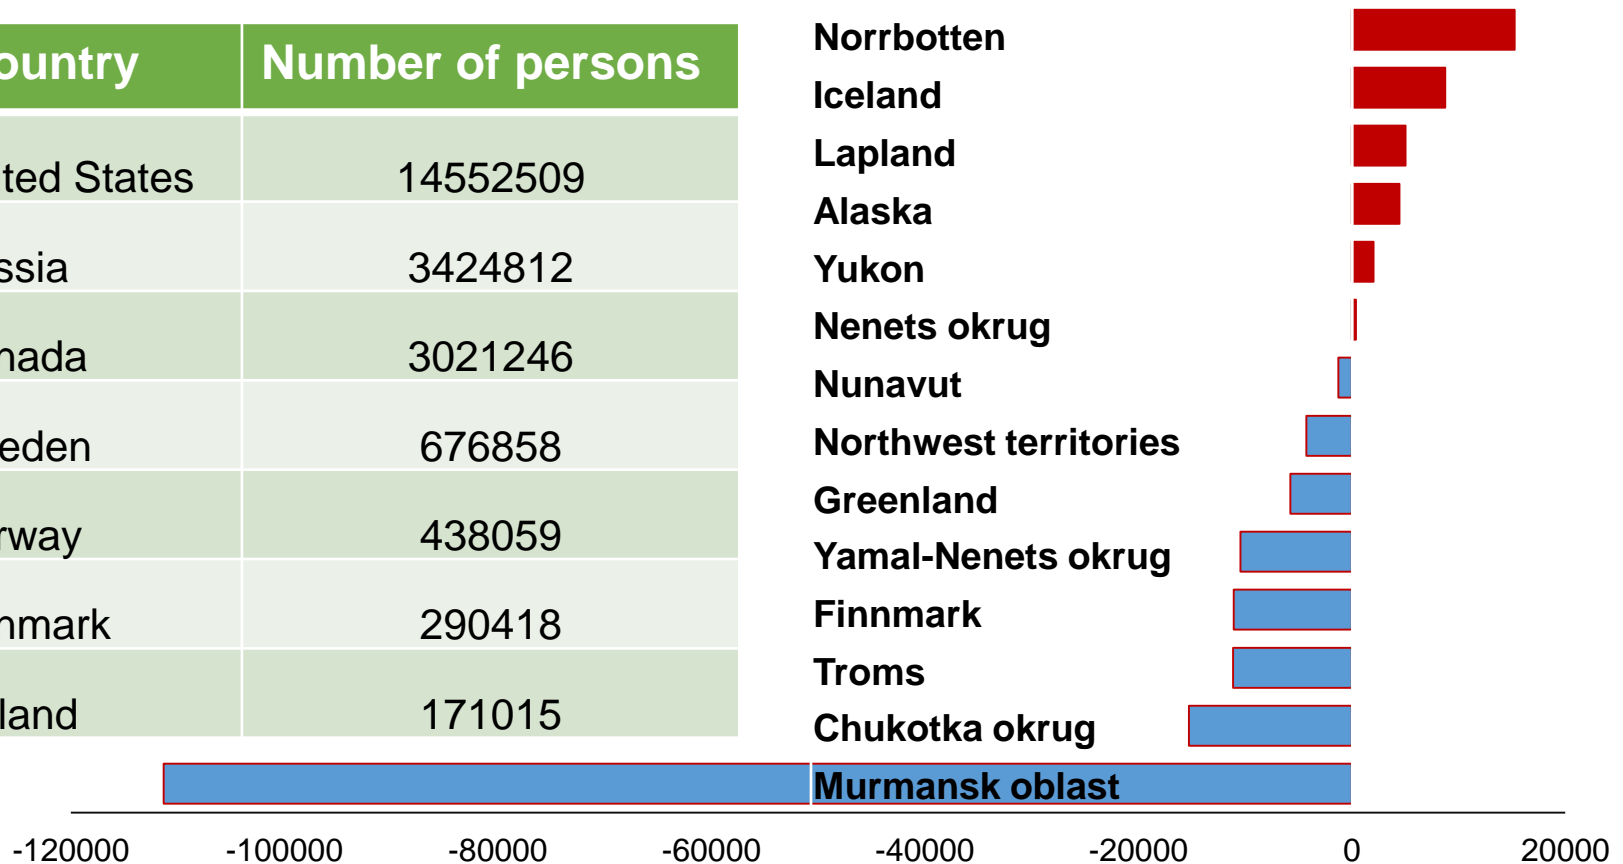 ountry Number of persons
ted States 14552509
ssia 3424812
nada 3021246
eden 676858
rway 438059
nmark 290418
land 171015
Norrbotten
Iceland
Lapland
Alaska
Yukon
Nenets okrug
Nunavut
Northwest territories
Greenland
Yamal-Nenets okrug
Finnmark
Troms
Chukotka okrug
Murmansk oblast
-120000 -100000 -80000 -60000 -40000 -20000 0 20000